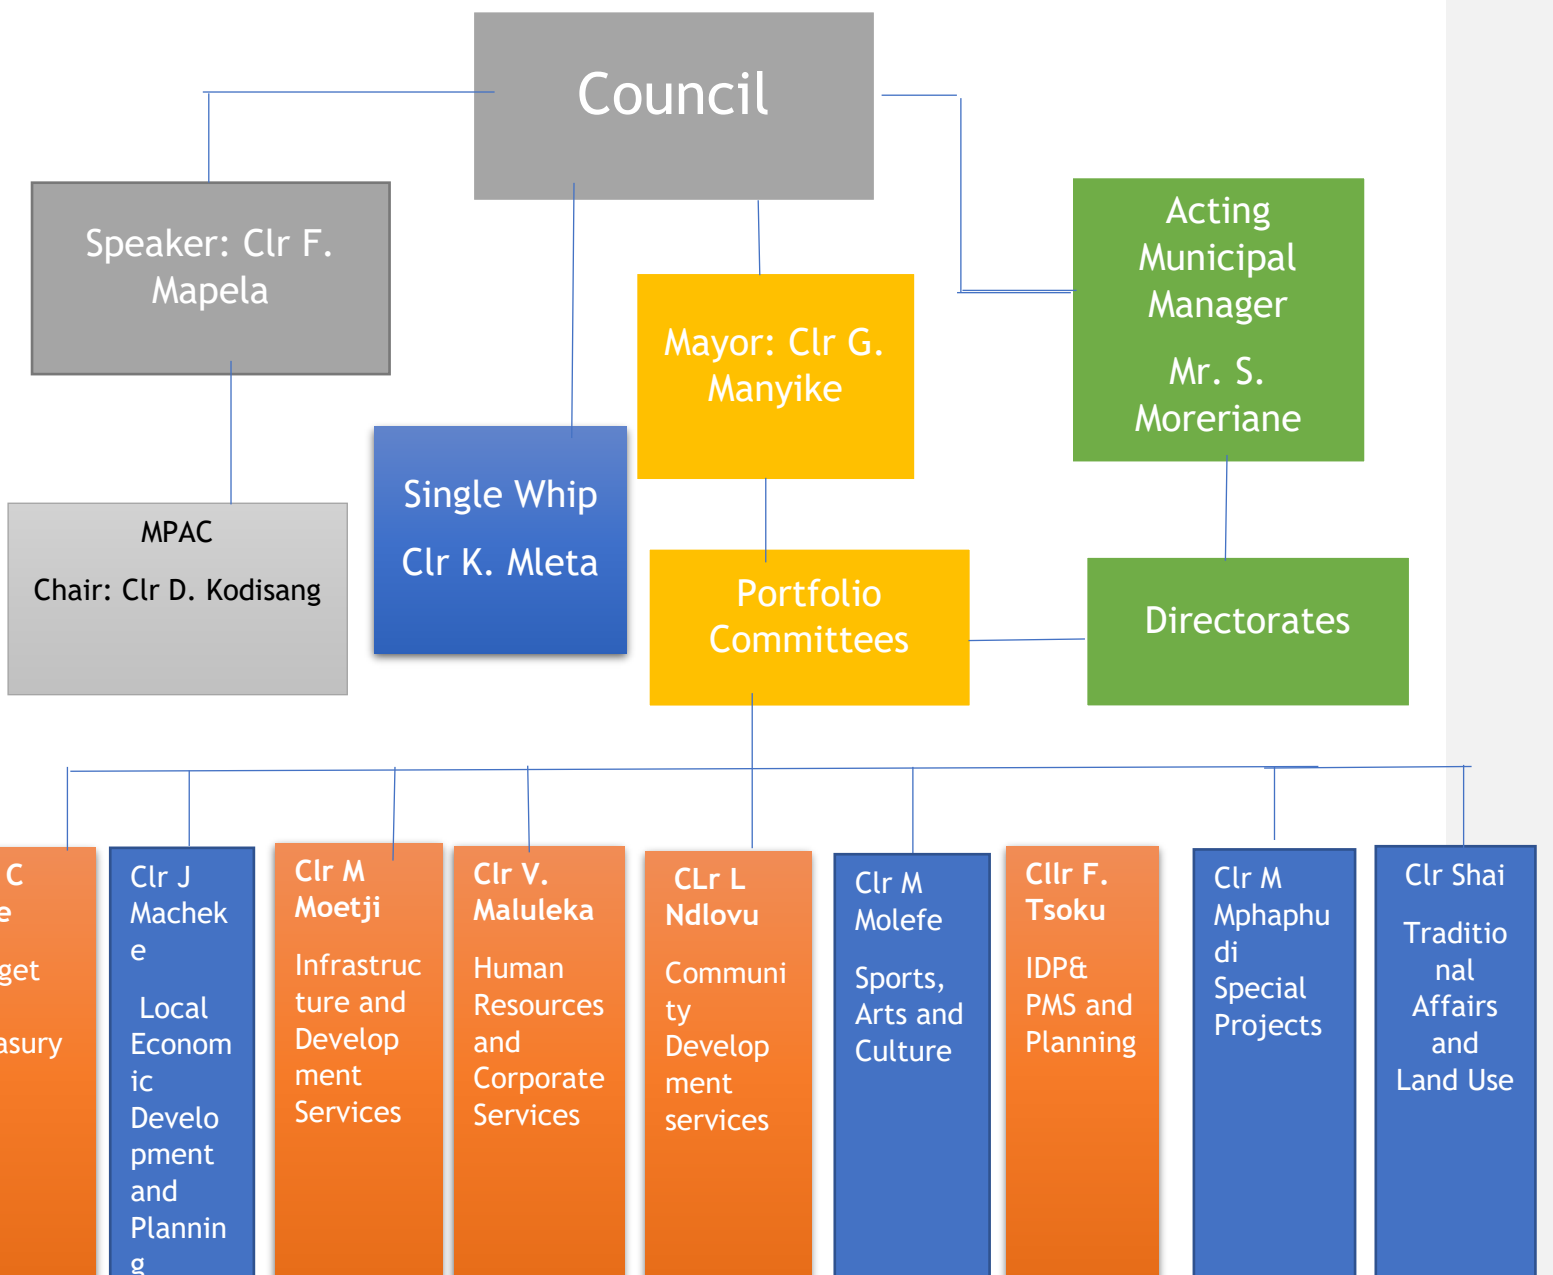 Council
Speaker: Clr F.
Mapela
Acting
Municipal
Manager
Mr. S.
Moreriane
Mayor: Clr G.
Manyike
Single Whip
Clr K. Mleta
MPAC
Chair: Clr D. Kodisang
Portfolio
Committees
Directorates
C
e
get
asury
Clr J
Machek
e
Local
Econom
ic
Develo
pment
and
Plannin
g
Clr M
Moetji
Infrastruc
ture and
Develop
ment
Services
Clr V.
Maluleka
Human
Resources
and
Corporate
Services
CLr L
Ndlovu
Communi
ty
Develop
ment
services
Clr M
Molefe
Sports,
Arts and
Culture
Cllr F.
Tsoku
IDP&
PMS and
Planning
Clr M
Mphaphu
di
Special
Projects
Clr Shai
Traditio
nal
Affairs
and
Land Use